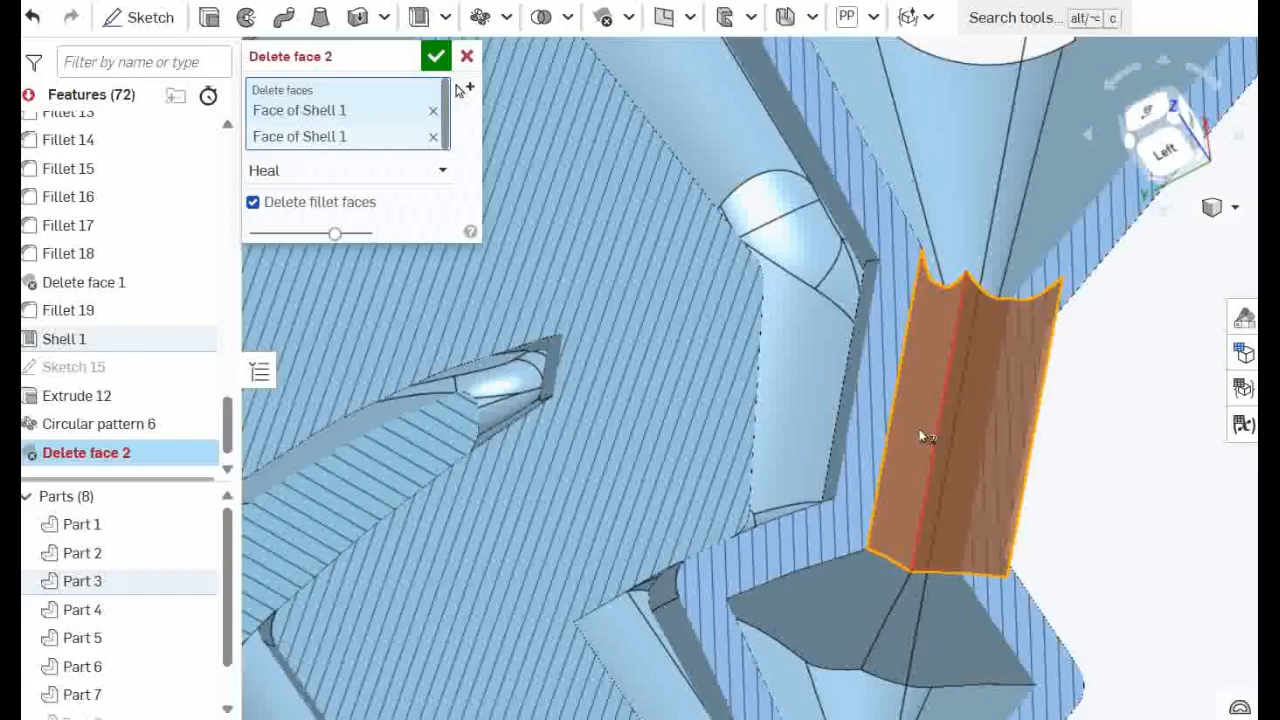 Sketch
PP
Search tools... alt/⌥ c
Filter by name or type
Features (72)
Fillet 13
Fillet 14
Fillet 15
Fillet 16
Fillet 17
Fillet 18
Delete face 1
Fillet 19
Shell 1
Sketch 15
Extrude 12
Circular pattern 6
Delete face 2
Parts (8)
Part 1
Part 2
Part 3
Part 4
Part 5
Part 6
Part 7
Delete face 2
Delete faces
Face of Shell 1
Face of Shell 1
Heal
Delete fillet faces
Z
Left
Y